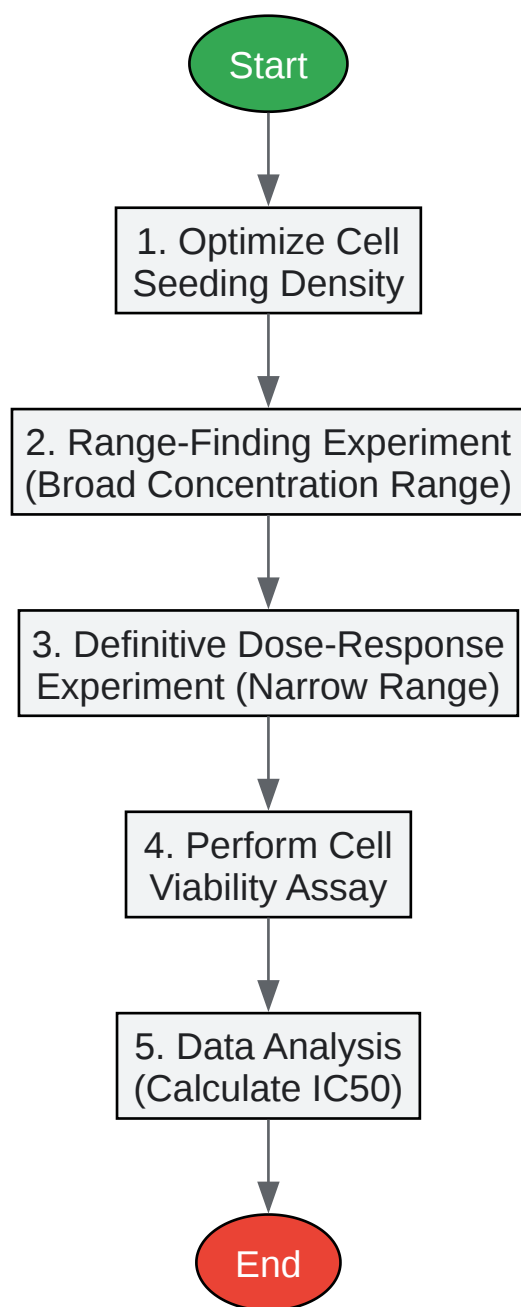 Start
1. Optimize Cell
Seeding Density
2. Range-Finding Experiment
(Broad Concentration Range)
3. Definitive Dose-Response
Experiment (Narrow Range)
4. Perform Cell
Viability Assay
5. Data Analysis
(Calculate IC50)
End